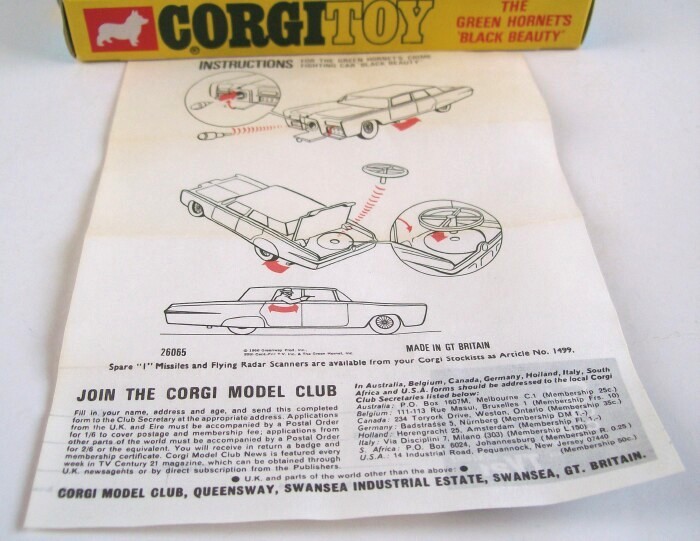 CORGI TOY
THE
GREEN HORNET'S
'BLACK BEAUTY'
INSTRUCTIONS FOR THE GREEN HORNET'S CRIME
FIGHTING CAR 'BLACK BEAUTY'
26065
MADE IN GT BRITAIN
Spare "I" Missiles and Flying Radar Scanners are available from your Corgi Stockists as Article No. 1499.
JOIN THE CORGI MODEL CLUB
Fill in your name, address and age, and send this completed
form to the Club Secretary at the appropriate address. Applications
from the U.K. and Eire must be accompanied by a Postal Order
for 1/6 to cover postage and membership fee; applications from
other parts of the world must be accompanied by a Postal Order
for 2/6 or the equivalent. You will receive in return a badge and
membership certificate. Corgi Model Club News is featured every
week in TV Century 21 magazine, which can be obtained through
U.K. newsagents or by direct subscription from the Publishers.
In Australia, Belgium, Canada, Germany, Holland, Italy, South
Africa and U.S.A. forms should be addressed to the local Corgi
Club Secretaries listed below:
Australia: P.O. Box 1607M, Melbourne C.1 (Membership 25c.)
Belgium: 111-113 Rue Masui, Bruxelles 1 (Membership Frs. 10)
Canada: 234 Toryork Drive, Weston, Ontario (Membership 35c.)
Germany: Badstrasse 5, Nürnberg (Membership DM 1,-)
Holland: Herengracht 25, Amsterdam (Membership Fl. 1,-)
Italy: Via Disciplini 7, Milano (303) (Membership L.150)
S. Africa: P.O. Box 6024, Johannesburg (Membership R. 0.25)
U.S.A.: 14 Industrial Road, Pequannock, New Jersey 07440
(Membership 50c.)
● U.K. and parts of the world other than the above: ●
CORGI MODEL CLUB, QUEENSWAY, SWANSEA INDUSTRIAL ESTATE, SWANSEA, GT. BRITAIN.